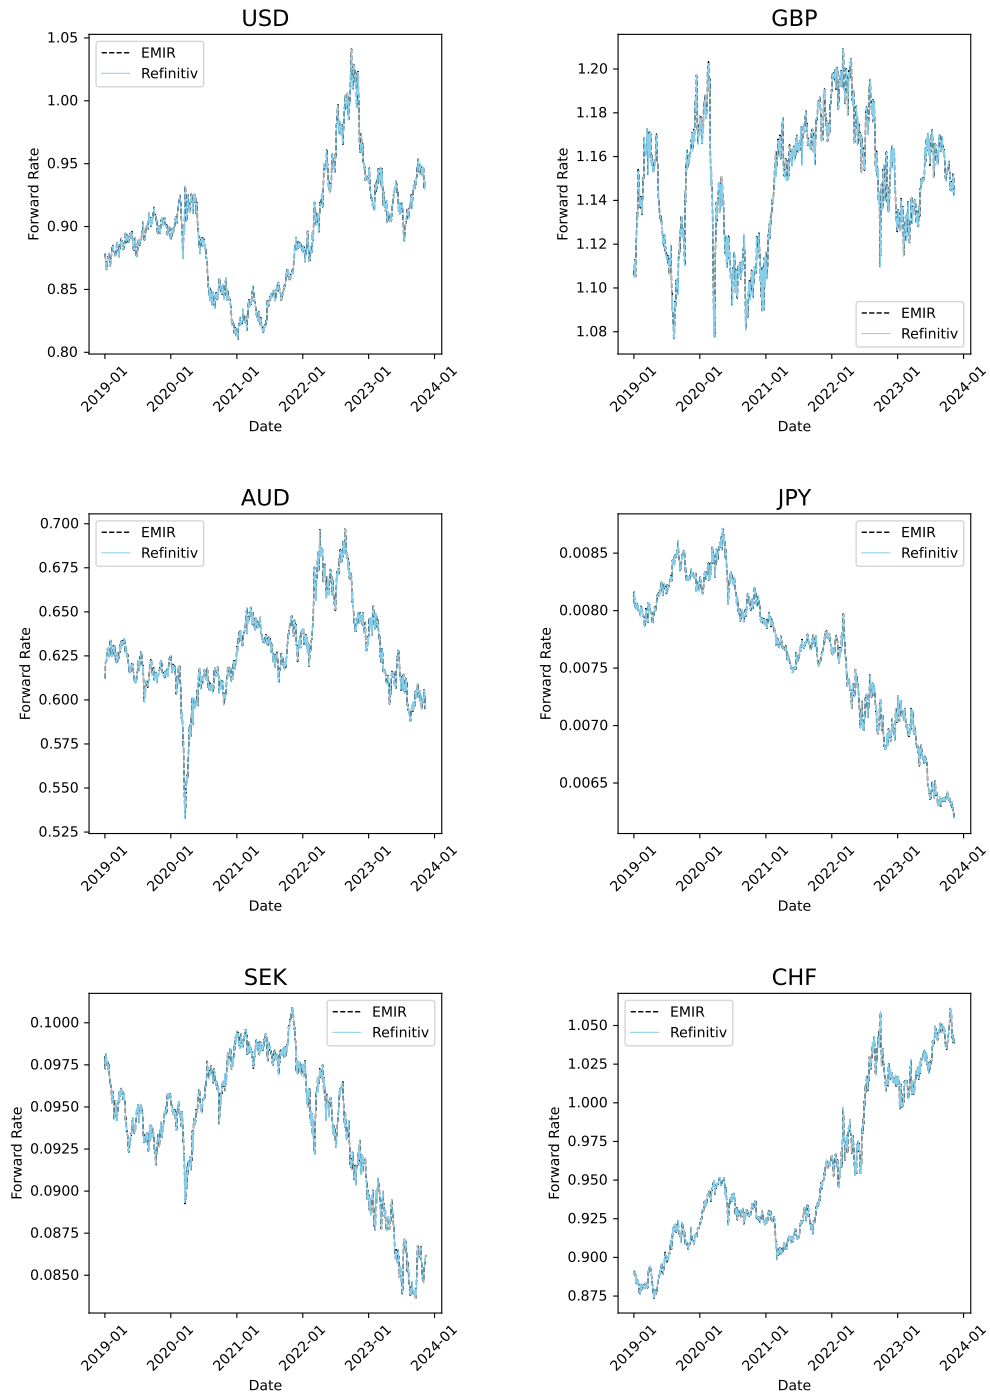 USD
1.05
1.00
0.95
0.90
0.85
0.80
Forward Rate
EMIR
Refinitiv
2019-01
2020-01
2021-01
2022-01
2023-01
2024-01
Date
GBP
1.20
1.18
1.16
1.14
1.12
1.10
1.08
Forward Rate
EMIR
Refinitiv
2019-01
2020-01
2021-01
2022-01
2023-01
2024-01
Date
AUD
0.700
0.675
0.650
0.625
0.600
0.575
0.550
0.525
Forward Rate
EMIR
Refinitiv
2019-01
2020-01
2021-01
2022-01
2023-01
2024-01
Date
JPY
0.0085
0.0080
0.0075
0.0070
0.0065
Forward Rate
EMIR
Refinitiv
2019-01
2020-01
2021-01
2022-01
2023-01
2024-01
Date
SEK
0.1000
0.0975
0.0950
0.0925
0.0900
0.0875
0.0850
Forward Rate
EMIR
Refinitiv
2019-01
2020-01
2021-01
2022-01
2023-01
2024-01
Date
CHF
1.050
1.025
1.000
0.975
0.950
0.925
0.900
0.875
Forward Rate
EMIR
Refinitiv
2019-01
2020-01
2021-01
2022-01
2023-01
2024-01
Date